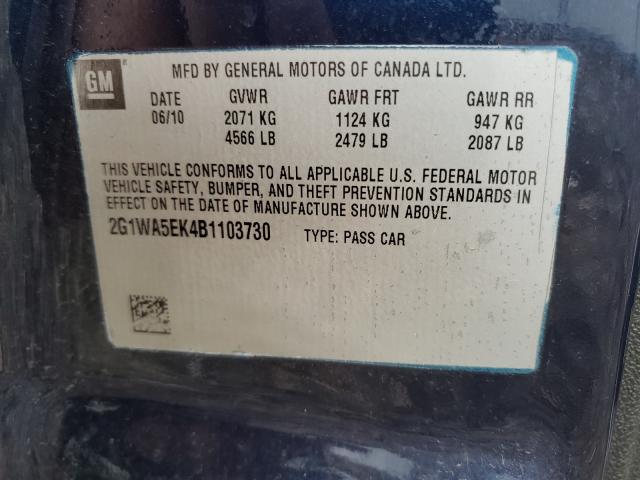 GM
MFD BY GENERAL MOTORS OF CANADA LTD.
DATE GVWR GAWR FRT GAWR RR
06/10 2071 KG 1124 KG 947 KG
4566 LB 2479 LB 2087 LB
THIS VEHICLE CONFORMS TO ALL APPLICABLE U.S. FEDERAL MOTOR
VEHICLE SAFETY, BUMPER, AND THEFT PREVENTION STANDARDS IN
EFFECT ON THE DATE OF MANUFACTURE SHOWN ABOVE.
2G1WA5EK4B1103730 TYPE: PASS CAR